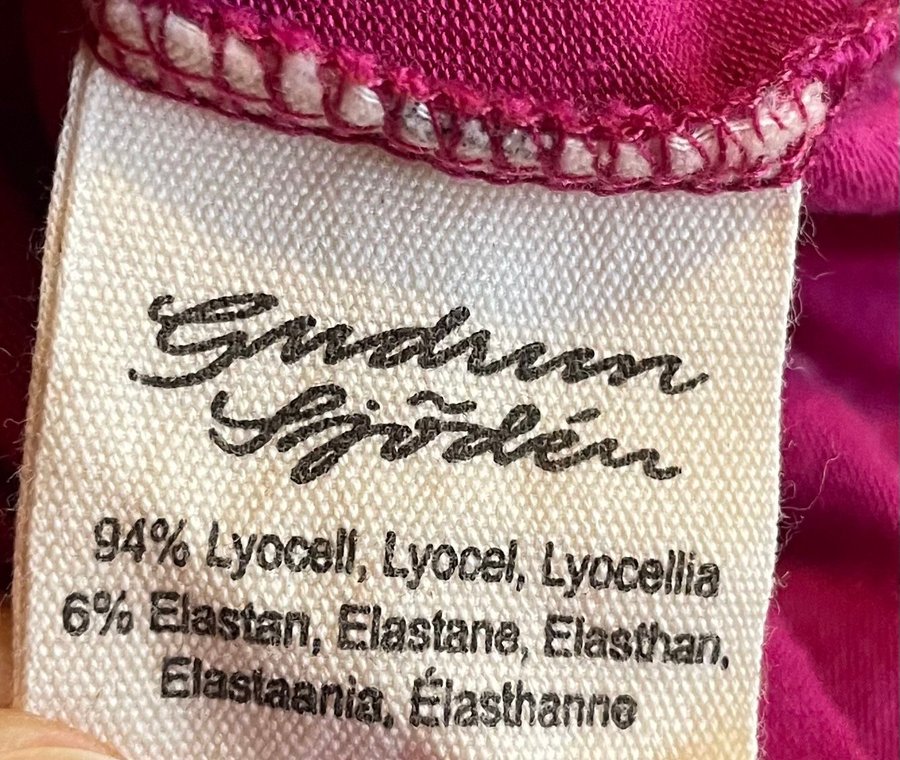 Gudrun
Sjödén
94% Lyocell, Lyocel, Lyocellia
6% Elastan, Elastane, Elasthan,
Elastaania, Élasthanne